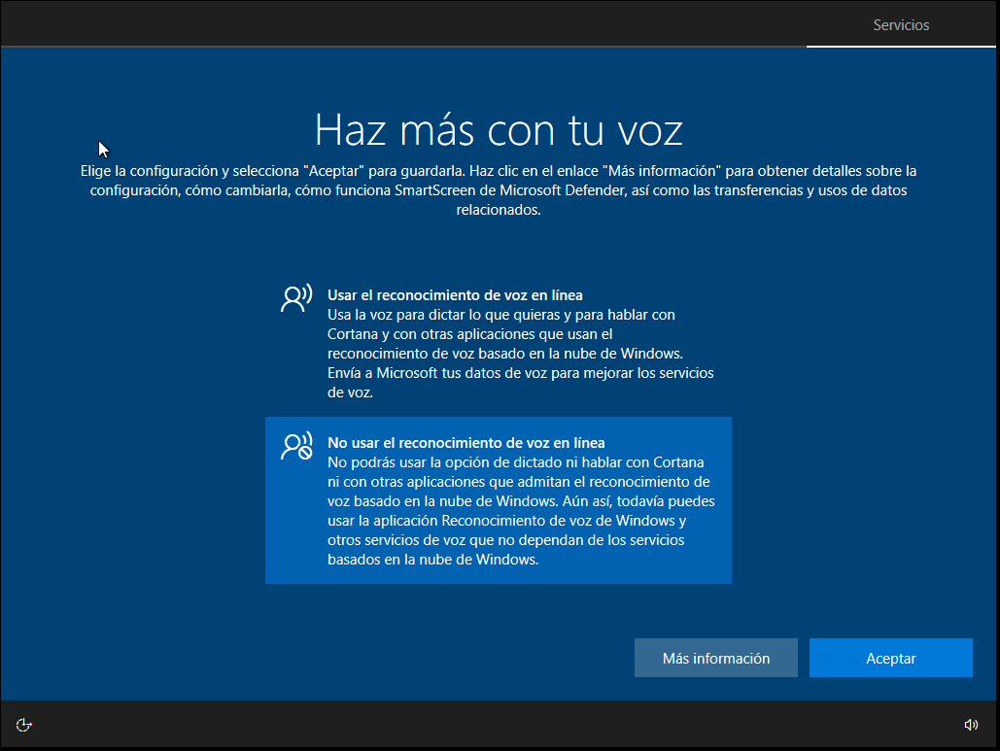 Servicios
Haz más con tu voz
Elige la configuración y selecciona "Aceptar" para guardarla. Haz clic en el enlace "Más información" para obtener detalles sobre la
configuración, cómo cambiarla, cómo funciona SmartScreen de Microsoft Defender, así como las transferencias y usos de datos
relacionados.
Usar el reconocimiento de voz en línea
Usa la voz para dictar lo que quieras y para hablar con
Cortana y con otras aplicaciones que usan el
reconocimiento de voz basado en la nube de Windows.
Envía a Microsoft tus datos de voz para mejorar los servicios
de voz.
No usar el reconocimiento de voz en línea
No podrás usar la opción de dictado ni hablar con Cortana
ni con otras aplicaciones que admitan el reconocimiento de
voz basado en la nube de Windows. Aún así, todavía puedes
usar la aplicación Reconocimiento de voz de Windows y
otros servicios de voz que no dependan de los servicios
basados en la nube de Windows.
Más información
Aceptar